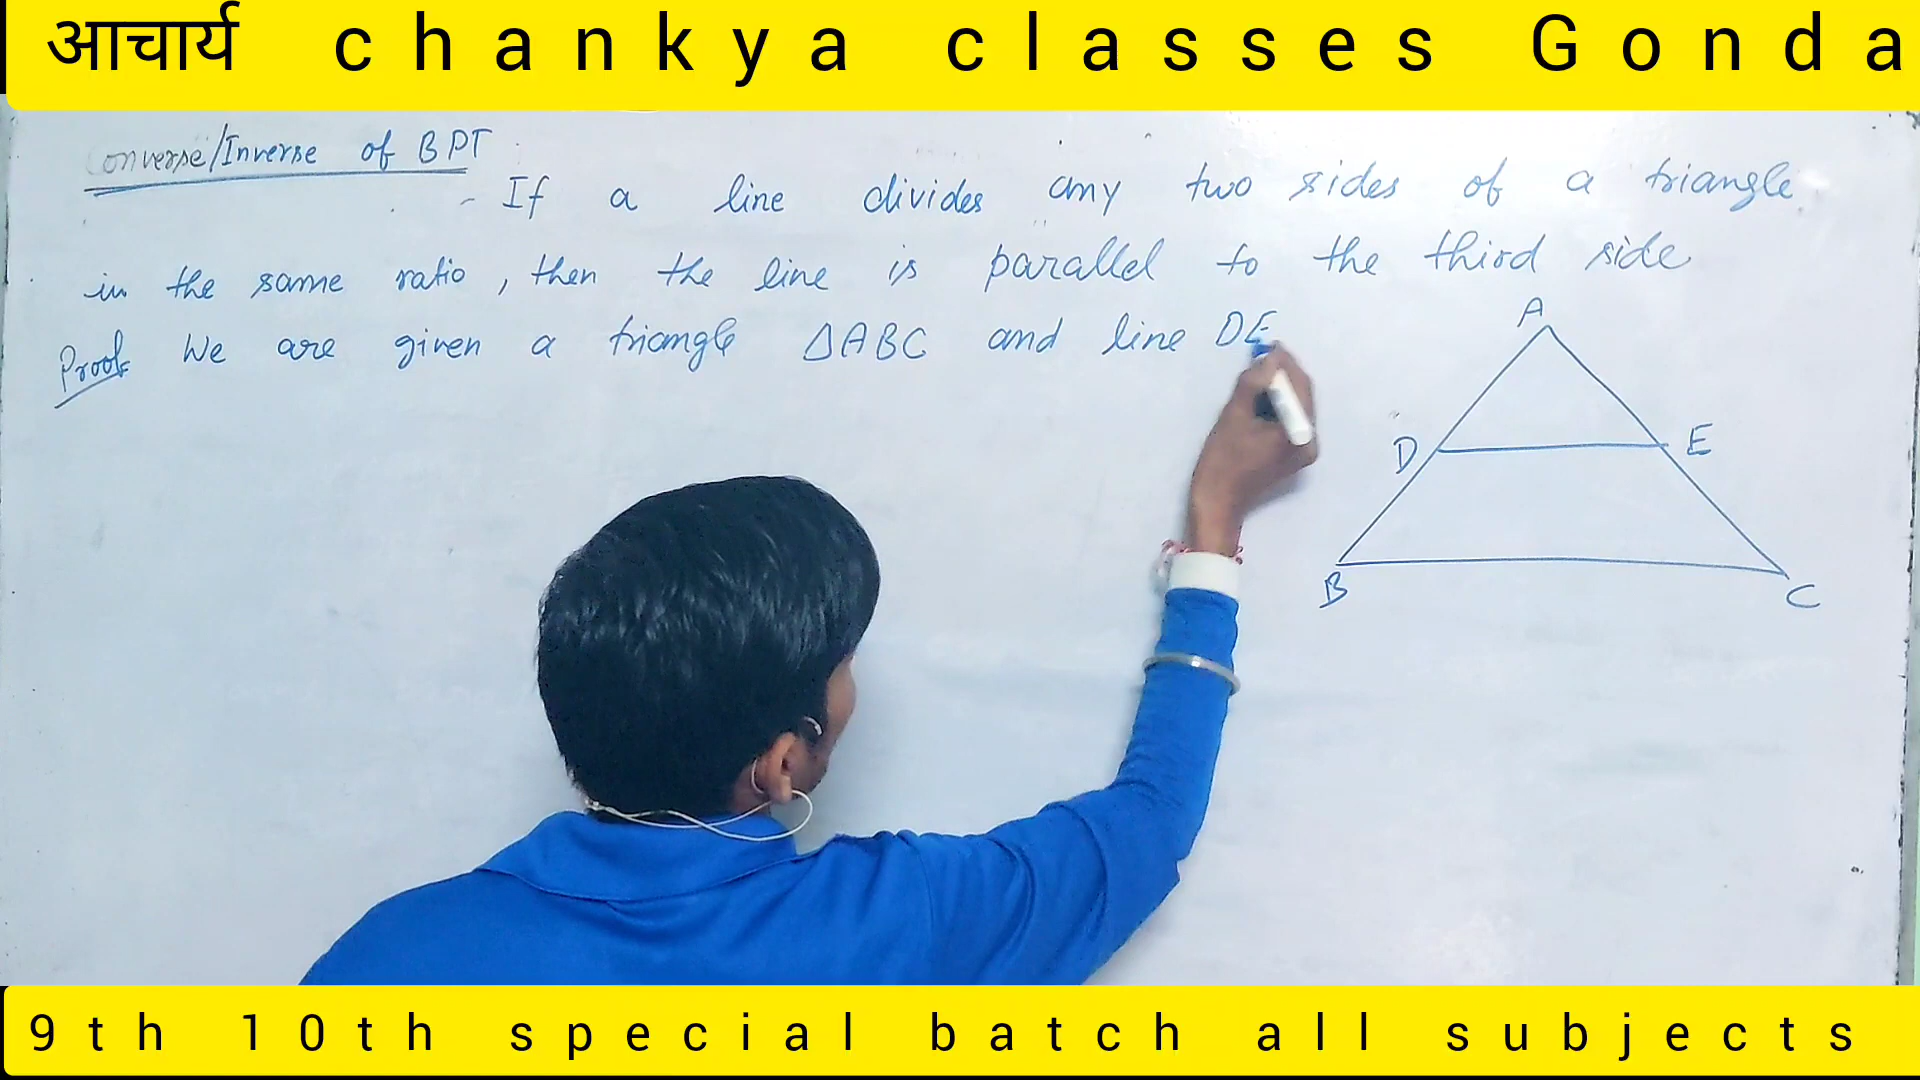 आचार्य chankya classes Gonda
Converse/Inverse of BPT
- If a line divides any two sides of a triangle
in the same ratio, then the line is parallel to the third side
Proof We are given a triangle ΔABC and line DE
A
D E
B C
9th 10th special batch all subjects